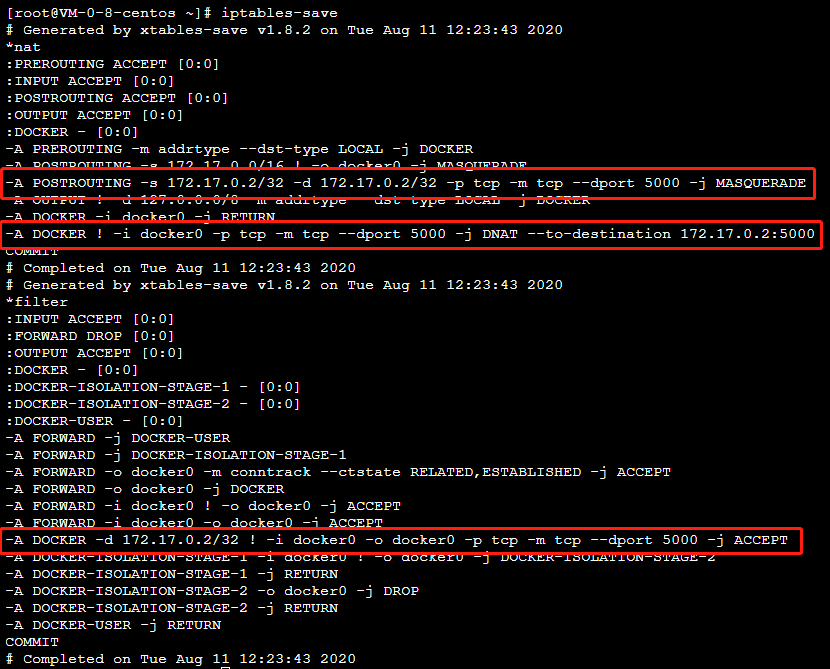 [root@VM-0-8-centos ~]# iptables-save
# Generated by xtables-save v1.8.2 on Tue Aug 11 12:23:43 2020
*nat
:PREROUTING ACCEPT [0:0]
:INPUT ACCEPT [0:0]
:POSTROUTING ACCEPT [0:0]
:OUTPUT ACCEPT [0:0]
:DOCKER - [0:0]
-A PREROUTING -m addrtype --dst-type LOCAL -j DOCKER
-A POSTROUTING -s 172.17.0.0/16 ! -o docker0 -j MASQUERADE
-A POSTROUTING -s 172.17.0.2/32 -d 172.17.0.2/32 -p tcp -m tcp --dport 5000 -j MASQUERADE
-A OUTPUT ! -d 127.0.0.0/8 -m addrtype --dst-type LOCAL -j DOCKER
-A DOCKER -i docker0 -j RETURN
-A DOCKER ! -i docker0 -p tcp -m tcp --dport 5000 -j DNAT --to-destination 172.17.0.2:5000
COMMIT
# Completed on Tue Aug 11 12:23:43 2020
# Generated by xtables-save v1.8.2 on Tue Aug 11 12:23:43 2020
*filter
:INPUT ACCEPT [0:0]
:FORWARD DROP [0:0]
:OUTPUT ACCEPT [0:0]
:DOCKER - [0:0]
:DOCKER-ISOLATION-STAGE-1 - [0:0]
:DOCKER-ISOLATION-STAGE-2 - [0:0]
:DOCKER-USER - [0:0]
-A FORWARD -j DOCKER-USER
-A FORWARD -j DOCKER-ISOLATION-STAGE-1
-A FORWARD -o docker0 -m conntrack --ctstate RELATED,ESTABLISHED -j ACCEPT
-A FORWARD -o docker0 -j DOCKER
-A FORWARD -i docker0 ! -o docker0 -j ACCEPT
-A FORWARD -i docker0 -o docker0 -j ACCEPT
-A DOCKER -d 172.17.0.2/32 ! -i docker0 -o docker0 -p tcp -m tcp --dport 5000 -j ACCEPT
-A DOCKER-ISOLATION-STAGE-1 -i docker0 ! -o docker0 -j DOCKER-ISOLATION-STAGE-2
-A DOCKER-ISOLATION-STAGE-1 -j RETURN
-A DOCKER-ISOLATION-STAGE-2 -o docker0 -j DROP
-A DOCKER-ISOLATION-STAGE-2 -j RETURN
-A DOCKER-USER -j RETURN
COMMIT
# Completed on Tue Aug 11 12:23:43 2020